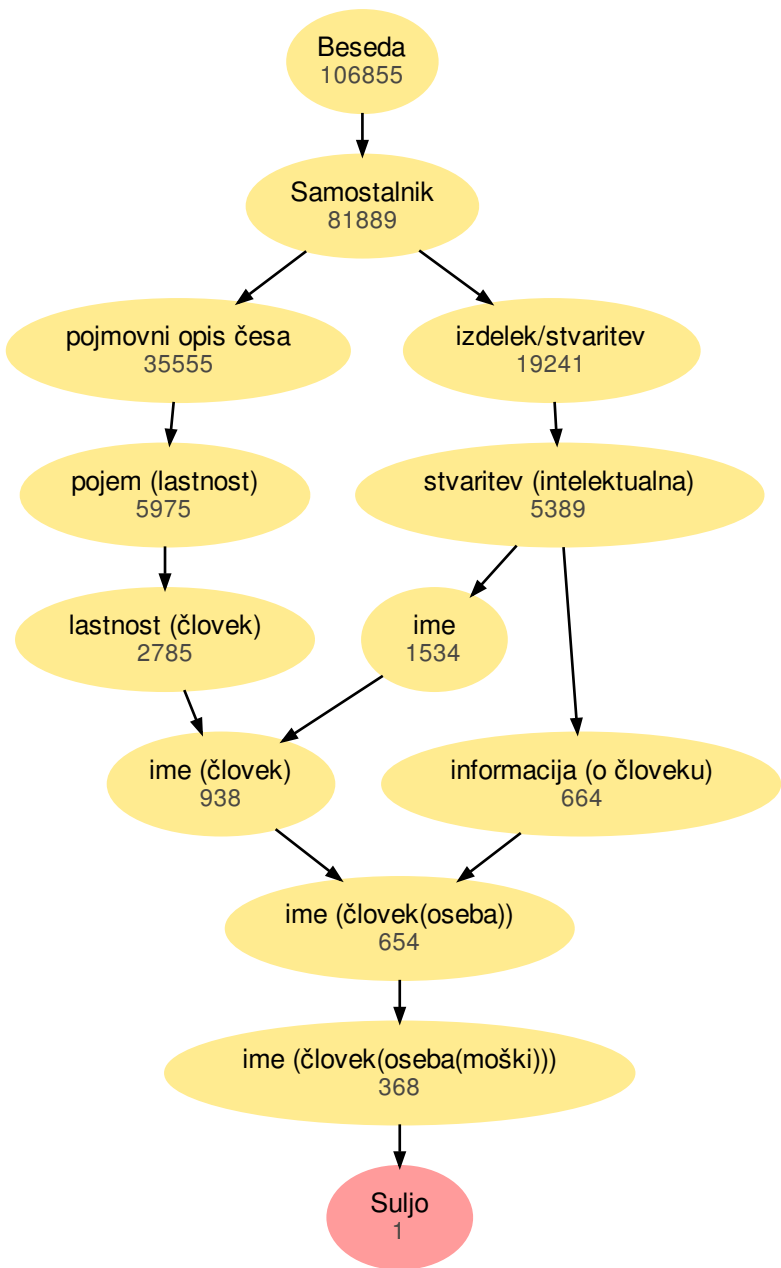 Beseda
106855
Samostalnik
81889
pojmovni opis česa
35555
izdelek/stvaritev
19241
pojem (lastnost)
5975
stvaritev (intelektualna)
5389
lastnost (človek)
2785
ime
1534
ime (človek)
938
informacija (o človeku)
664
ime (človek(oseba))
654
ime (človek(oseba(moški)))
368
Suljo
1